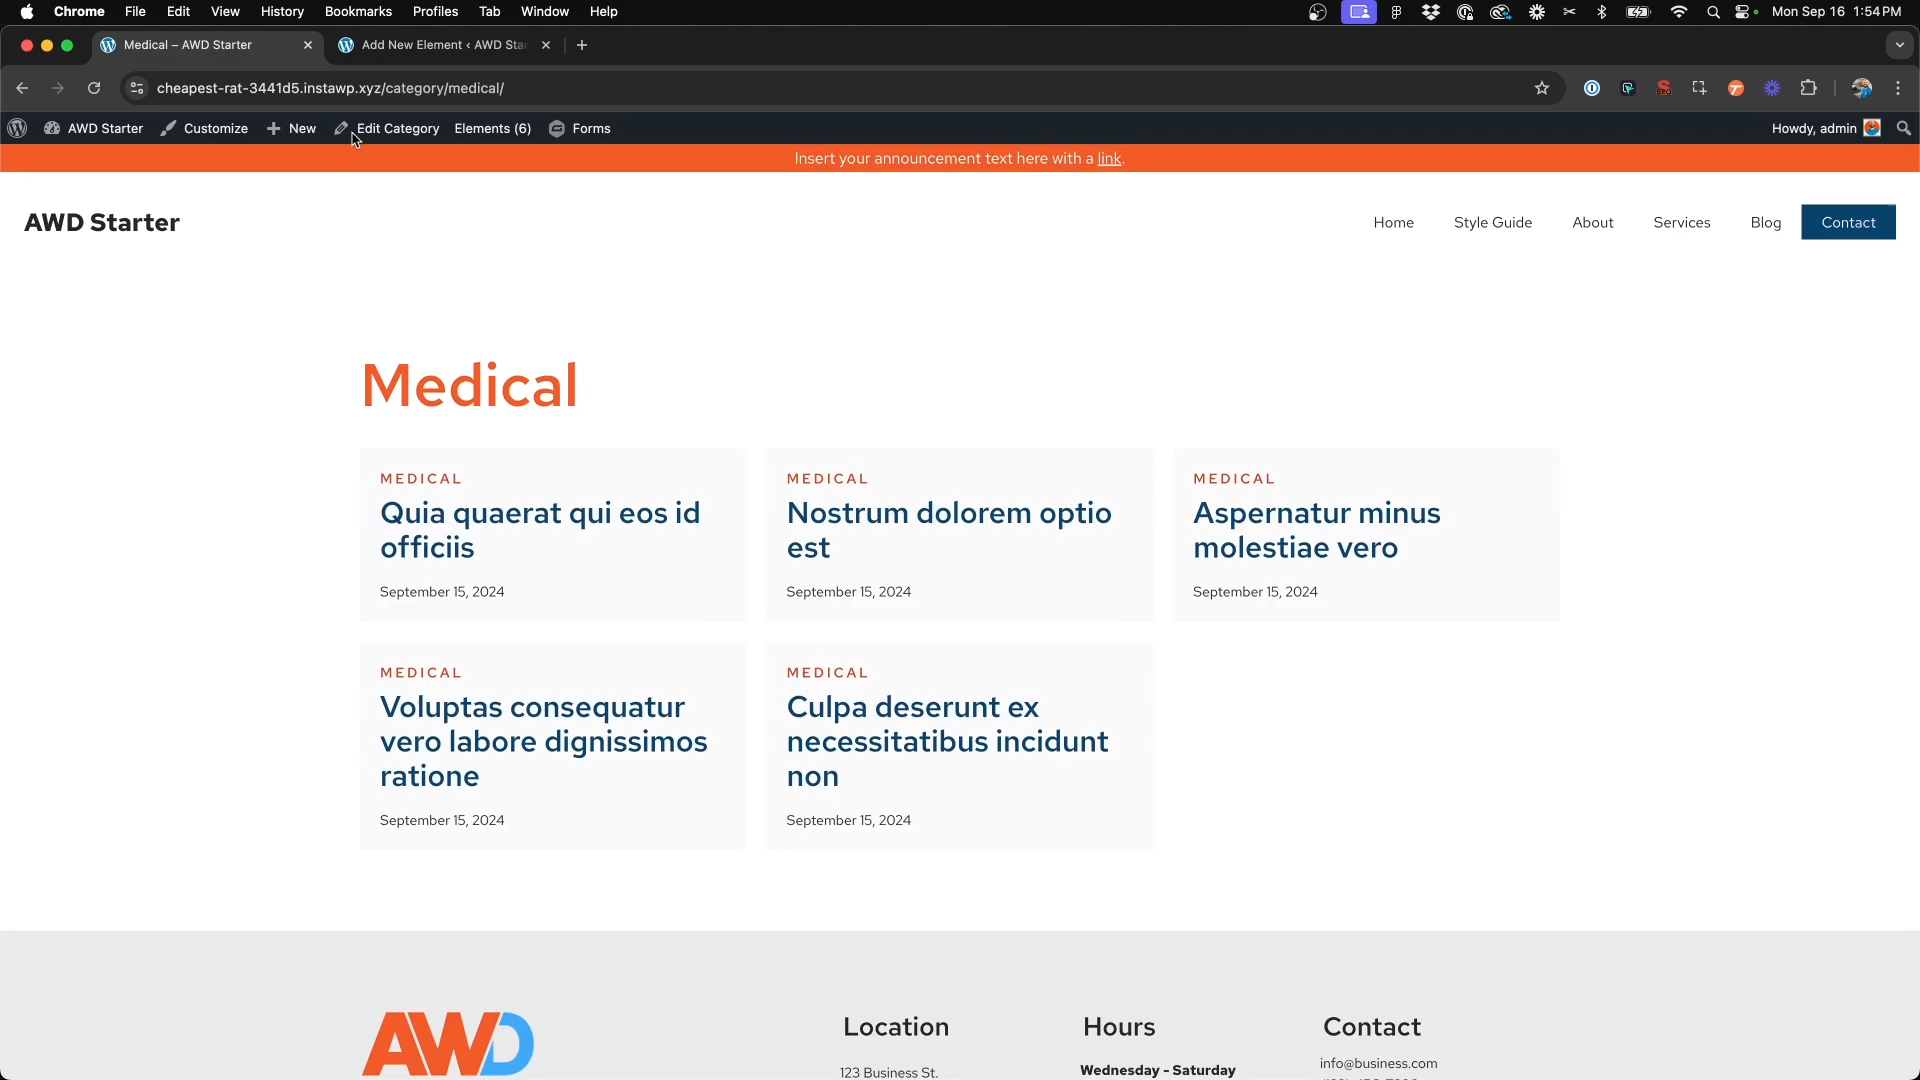 Chrome File Edit View History Bookmarks Profiles Tab Window Help Mon Sep 16 1:54 PM
Medical – AWD Starter Add New Element ‹ AWD Star
cheapest-rat-3441d5.instawp.xyz/category/medical/
AWD Starter Customize New Edit Category Elements (6) Forms Howdy, admin
Insert your announcement text here with a link.
AWD Starter Home Style Guide About Services Blog Contact
Medical
MEDICAL
Quia quaerat qui eos id
officiis
September 15, 2024
MEDICAL
Nostrum dolorem optio
est
September 15, 2024
MEDICAL
Aspernatur minus
molestiae vero
September 15, 2024
MEDICAL
Voluptas consequatur
vero labore dignissimos
ratione
September 15, 2024
MEDICAL
Culpa deserunt ex
necessitatibus incidunt
non
September 15, 2024
AWD
Location
123 Business St.
Hours
Wednesday - Saturday
Contact
info@business.com